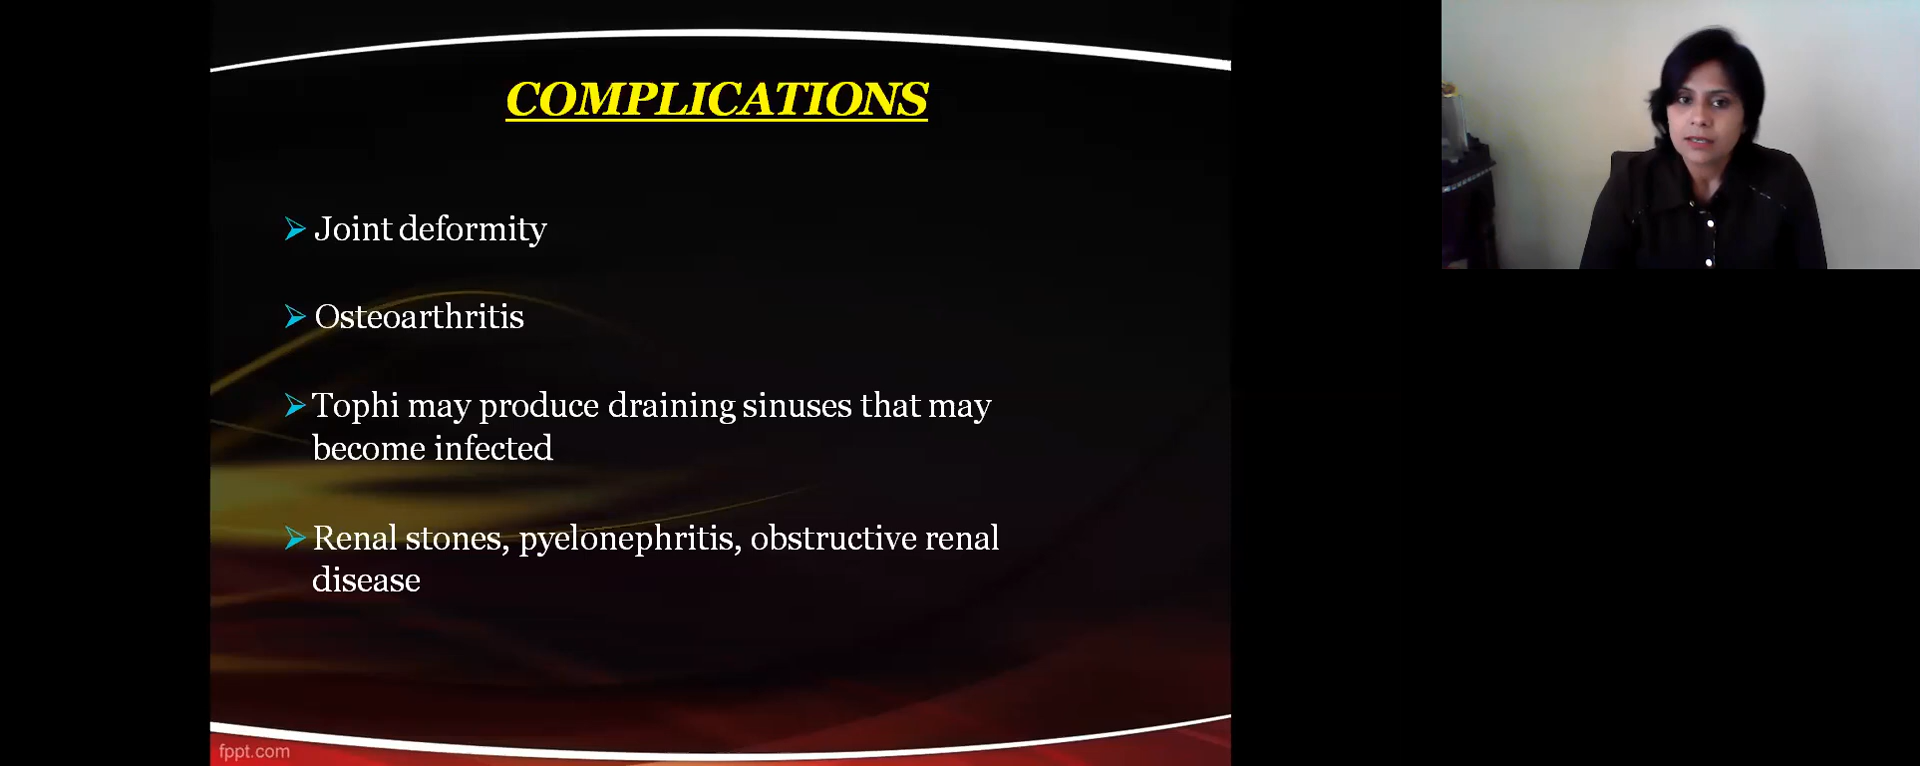 COMPLICATIONS
Joint deformity
Osteoarthritis
Tophi may produce draining sinuses that may
become infected
Renal stones, pyelonephritis, obstructive renal
disease
fppt.com